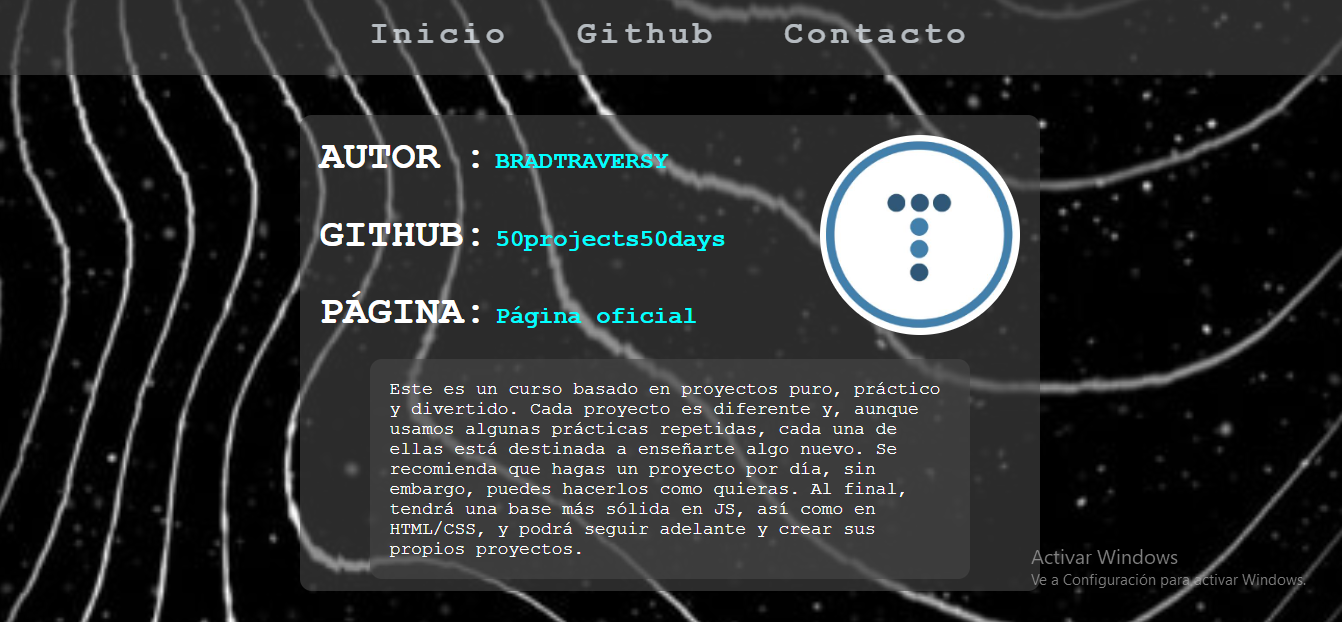 Inicio Github Contacto
AUTOR : BRADTRAVERSY
GITHUB: 50projects50days
PÁGINA: Página oficial
Este es un curso basado en proyectos puro, práctico
y divertido. Cada proyecto es diferente y, aunque
usamos algunas prácticas repetidas, cada una de
ellas está destinada a enseñarte algo nuevo. Se
recomienda que hagas un proyecto por día, sin
embargo, puedes hacerlos como quieras. Al final,
tendrá una base más sólida en JS, así como en
HTML/CSS, y podrá seguir adelante y crear sus
propios proyectos.
Activar Windows
Ve a Configuración para activar Windows.